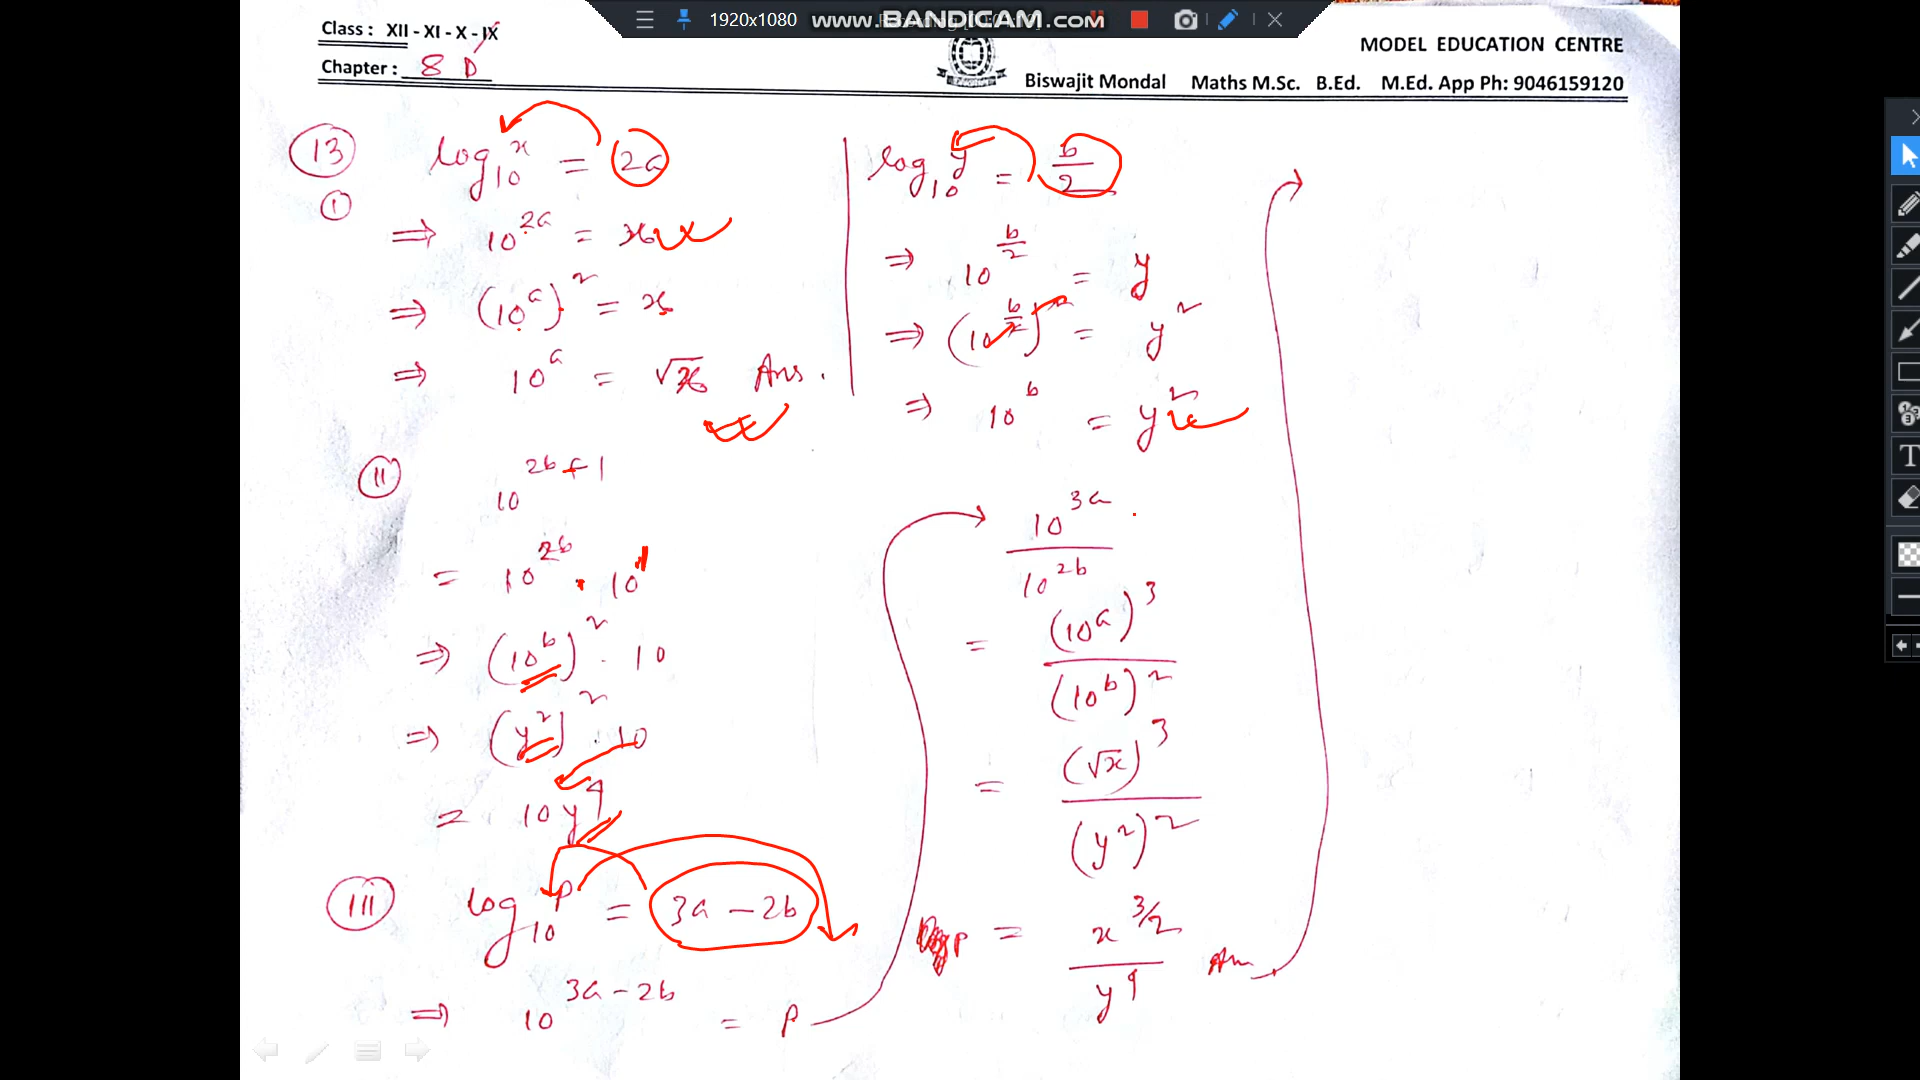 1920x1080 www.BANDICAM.com
Class : XII - XI - X - IX
Chapter : 8 D
MODEL EDUCATION CENTRE
Biswajit Mondal Maths M.Sc. B.Ed. M.Ed. App Ph: 9046159120
13 log₁₀ x = 2a
(i)
⇒ 10^{2a} = x
⇒ (10^a)^2 = x
⇒ 10^a = √x Ans.
log₁₀ y = b/2
⇒ 10^{b/2} = y
⇒ (10^{b/2})^2 = y^2
⇒ 10^b = y^2
(ii) 10^{2b+1}
= 10^{2b} · 10^1
⇒ (10^b)^2 · 10
⇒ (y^2)^2 · 10
= 10y^4
(iii) log₁₀ p = 3a - 2b
⇒ 10^{3a-2b} = p
10^{3a} / 10^{2b}
= (10^a)^3 / (10^b)^2
= (√x)^3 / (y^2)^2
p = x^{3/2} / y^4 Ans